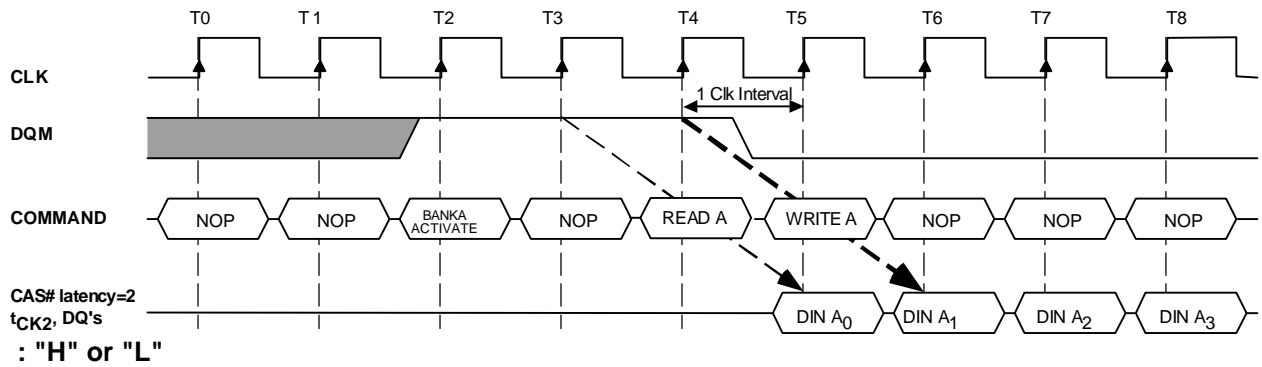 T0 T1 T2 T3 T4 T5 T6 T7 T8
CLK
1 Clk Interval
DQM
COMMAND NOP NOP BANKA ACTIVATE NOP READ A WRITE A NOP NOP NOP
CAS# latency=2
tCK2, DQ's DIN A0 DIN A1 DIN A2 DIN A3
: "H" or "L"